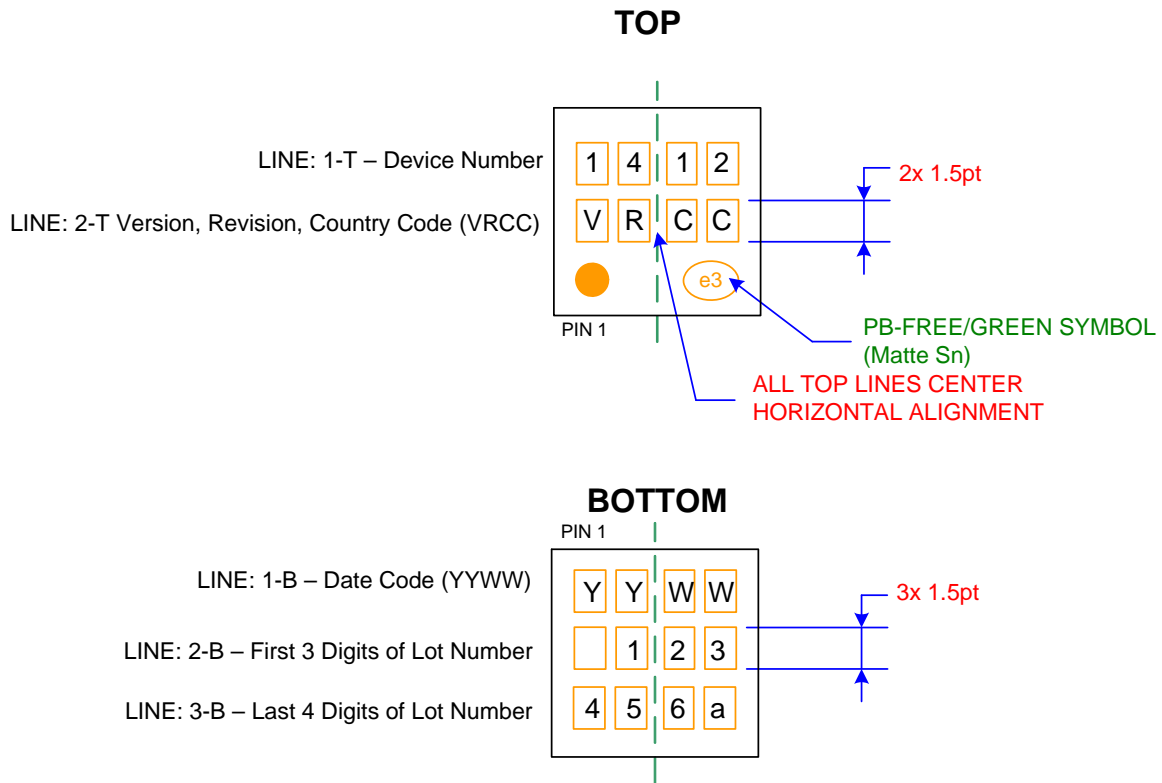 TOP
LINE: 1-T – Device Number
1 4 1 2
2x 1.5pt
LINE: 2-T Version, Revision, Country Code (VRCC)
V R C C
e3
PIN 1
PB-FREE/GREEN SYMBOL
(Matte Sn)
ALL TOP LINES CENTER
HORIZONTAL ALIGNMENT
BOTTOM
PIN 1
LINE: 1-B – Date Code (YYWW)
Y Y W W
3x 1.5pt
LINE: 2-B – First 3 Digits of Lot Number
1 2 3
LINE: 3-B – Last 4 Digits of Lot Number
4 5 6 a